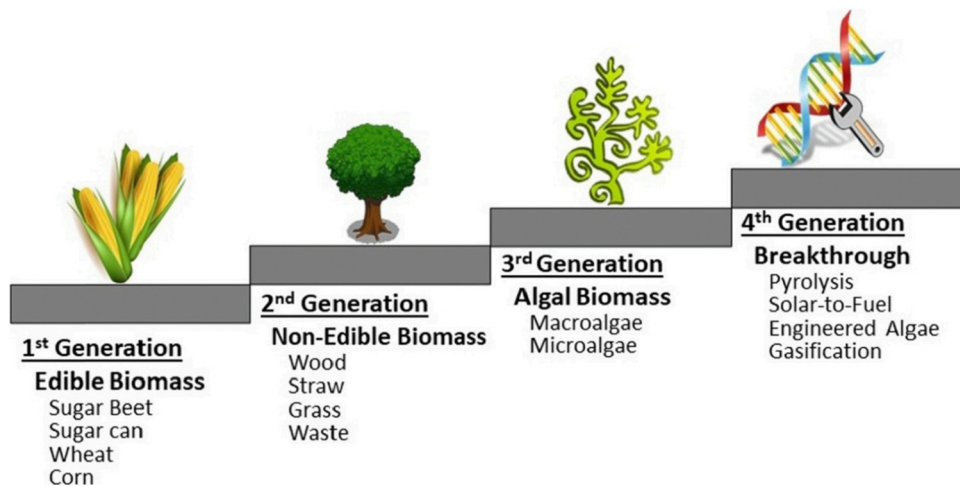 1st Generation
Edible Biomass
Sugar Beet
Sugar can
Wheat
Corn
2nd Generation
Non-Edible Biomass
Wood
Straw
Grass
Waste
3rd Generation
Algal Biomass
Macroalgae
Microalgae
4th Generation
Breakthrough
Pyrolysis
Solar-to-Fuel
Engineered Algae
Gasification